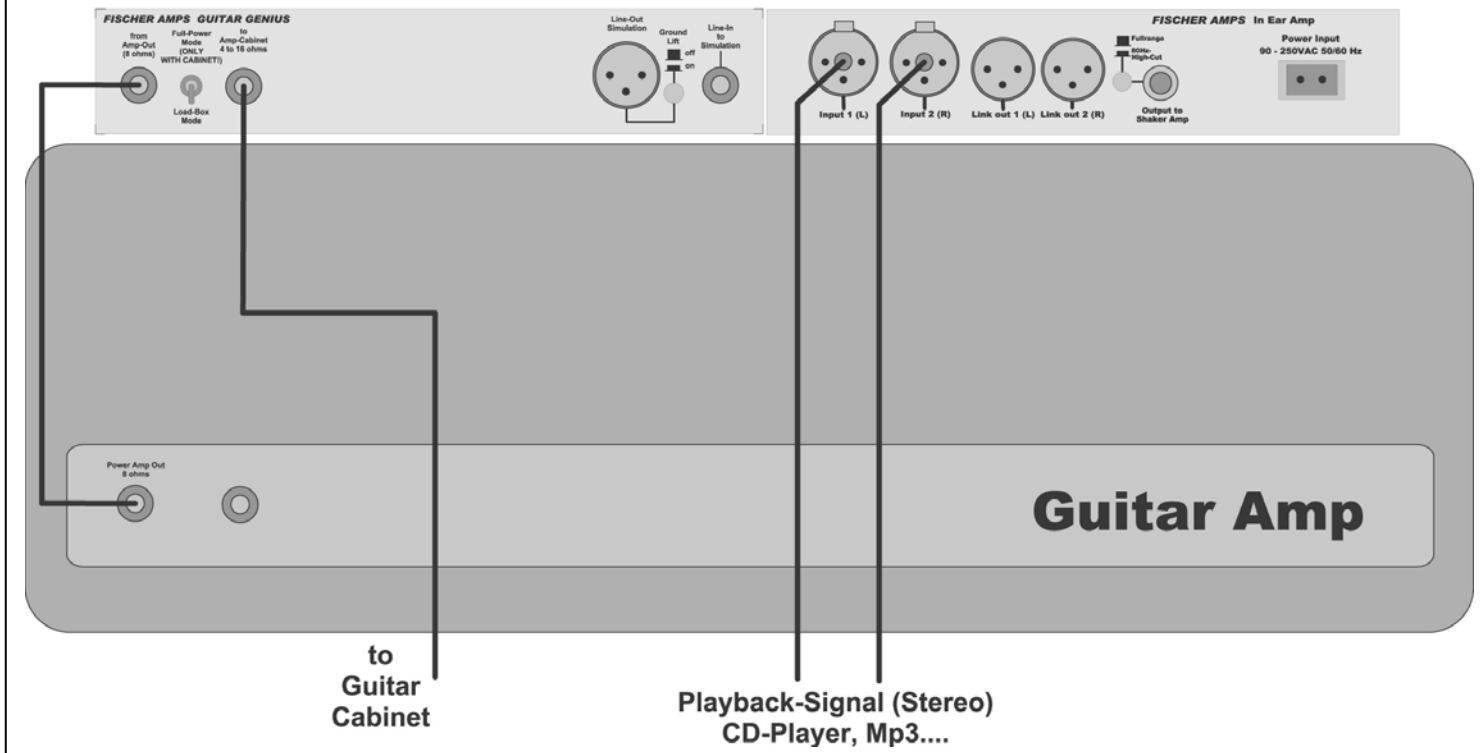 FISCHER AMPS GUITAR GENIUS
from
Amp-Out
(8 ohms)
Full-Power
Mode
(ONLY
WITH CABINET!)
to
Amp-Cabinet
4 to 16 ohms
Load-Box
Mode
Line-Out
Simulation
Ground
Lift
off
on
Line-In
to
Simulation
FISCHER AMPS In Ear Amp
Input 1 (L)
Input 2 (R)
Link out 1 (L)
Link out 2 (R)
Fullrange
80Hz-
High-Cut
Output to
Shaker Amp
Power Input
90 - 250VAC 50/60 Hz
Power Amp Out
8 ohms
Guitar Amp
to
Guitar
Cabinet
Playback-Signal (Stereo)
CD-Player, Mp3....